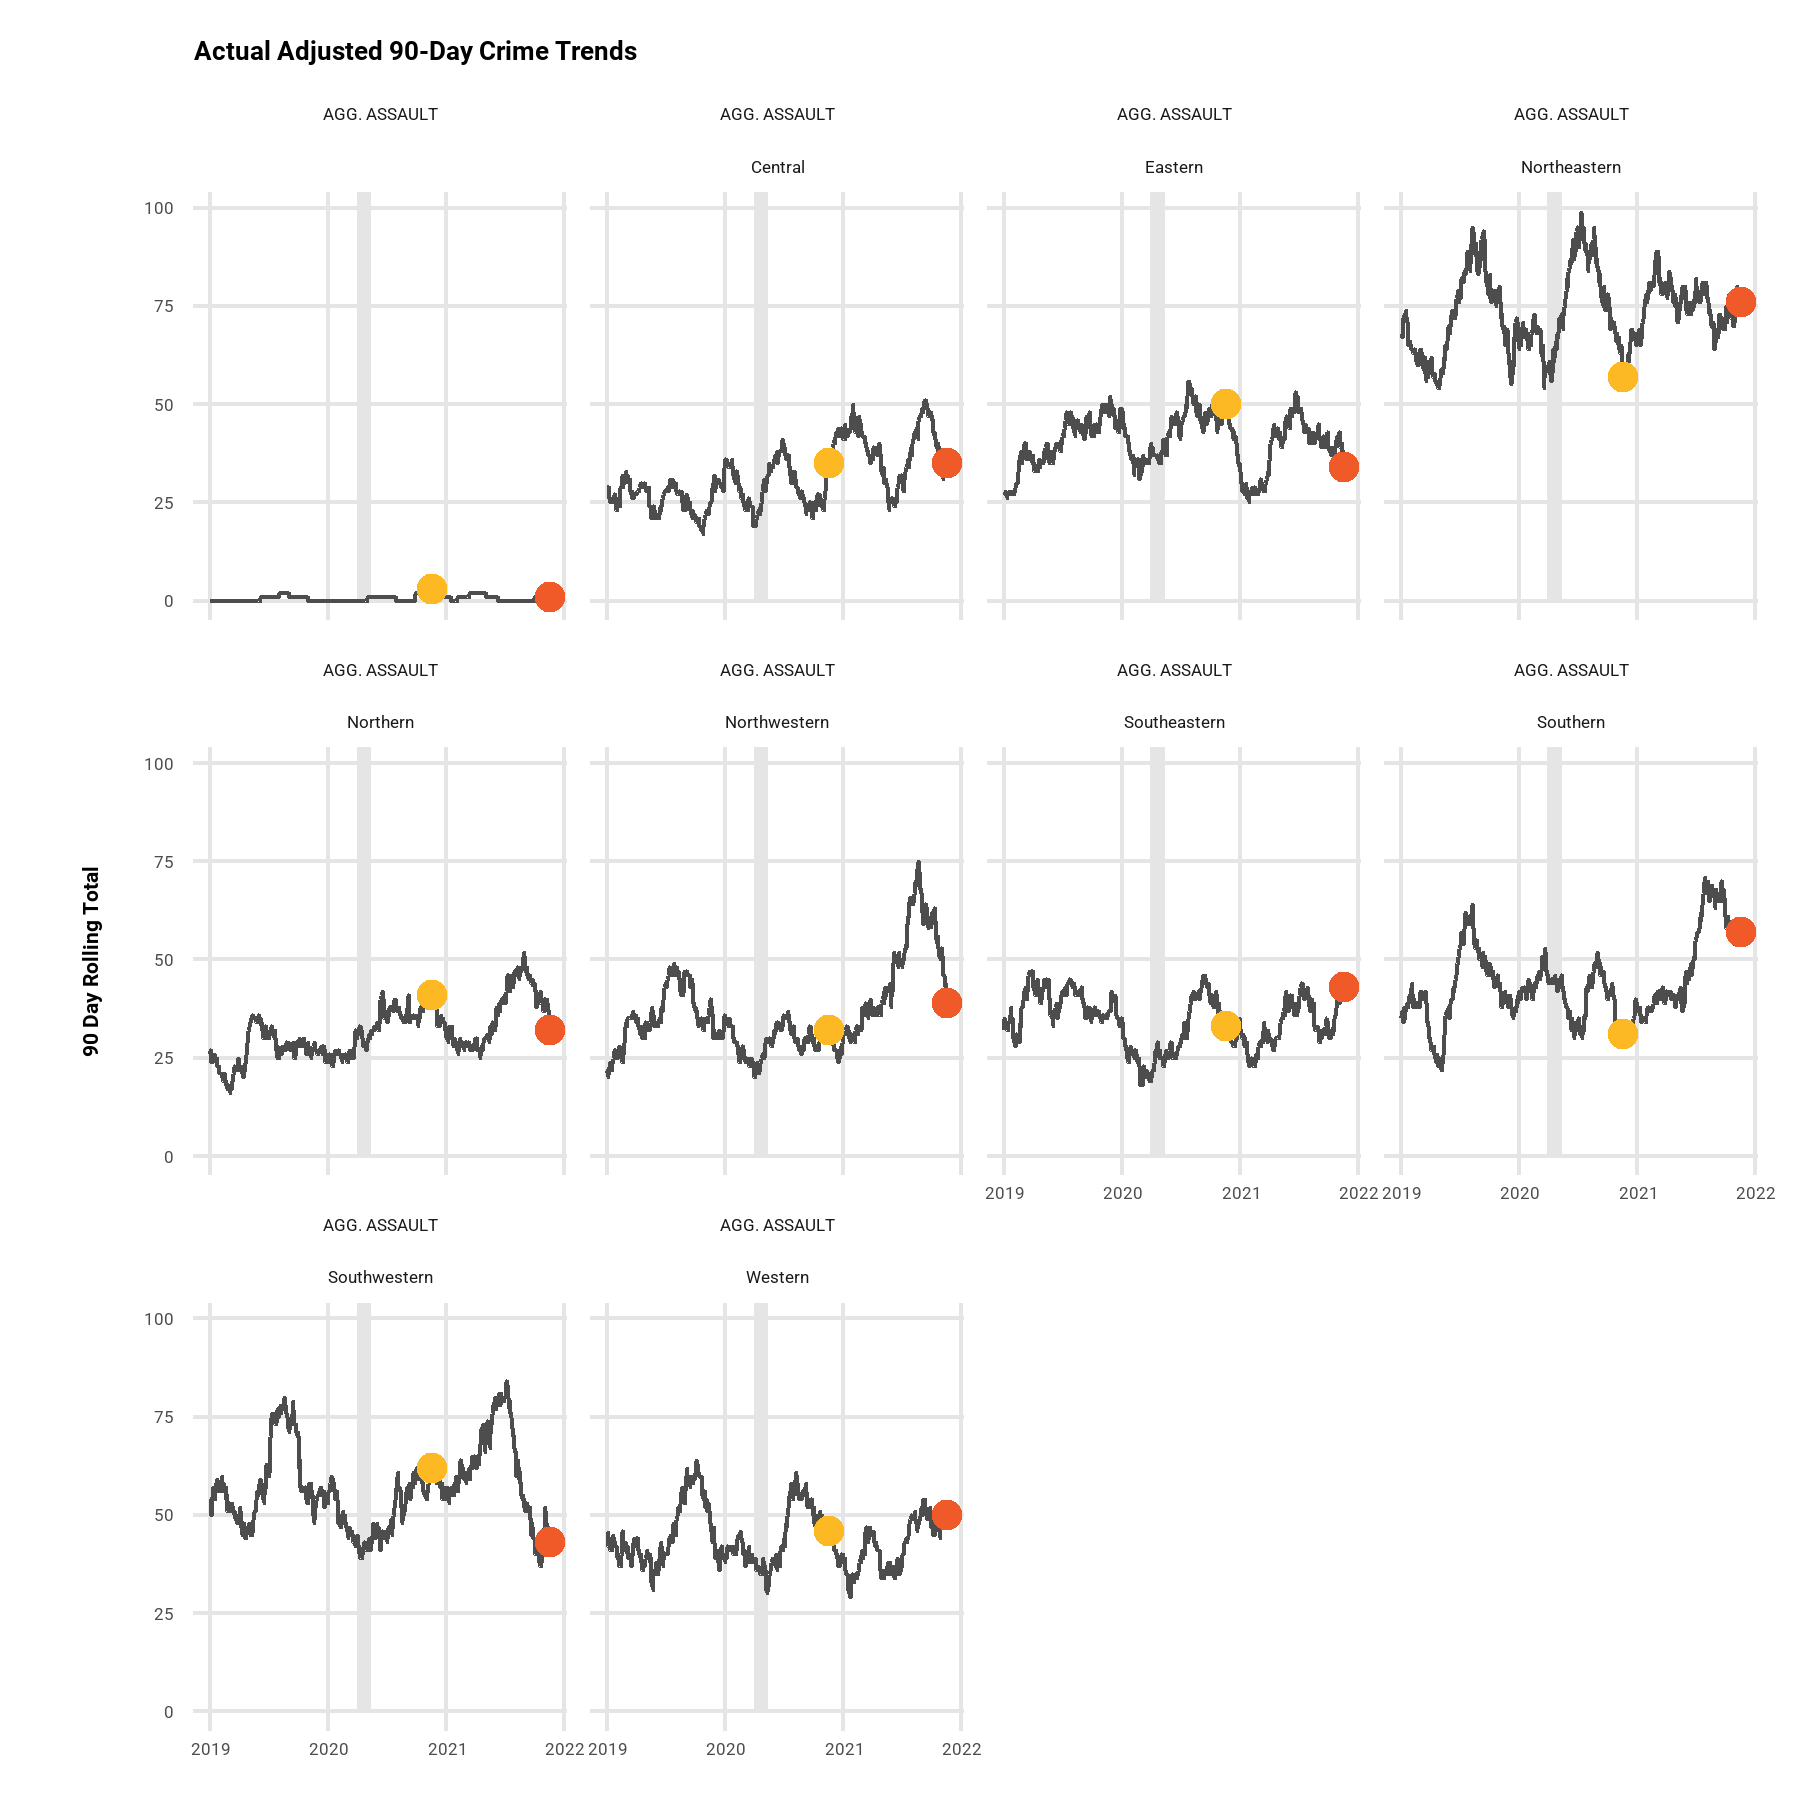 Actual Adjusted 90-Day Crime Trends
AGG. ASSAULT
AGG. ASSAULT
AGG. ASSAULT
AGG. ASSAULT
Central
Eastern
Northeastern
100
75
50
25
0
AGG. ASSAULT
AGG. ASSAULT
AGG. ASSAULT
AGG. ASSAULT
Northern
Northwestern
Southeastern
Southern
90 Day Rolling Total
100
75
50
25
0
2019 2020 2021 2022
2019 2020 2021 2022
AGG. ASSAULT
AGG. ASSAULT
Southwestern
Western
100
75
50
25
0
2019 2020 2021 2022
2019 2020 2021 2022